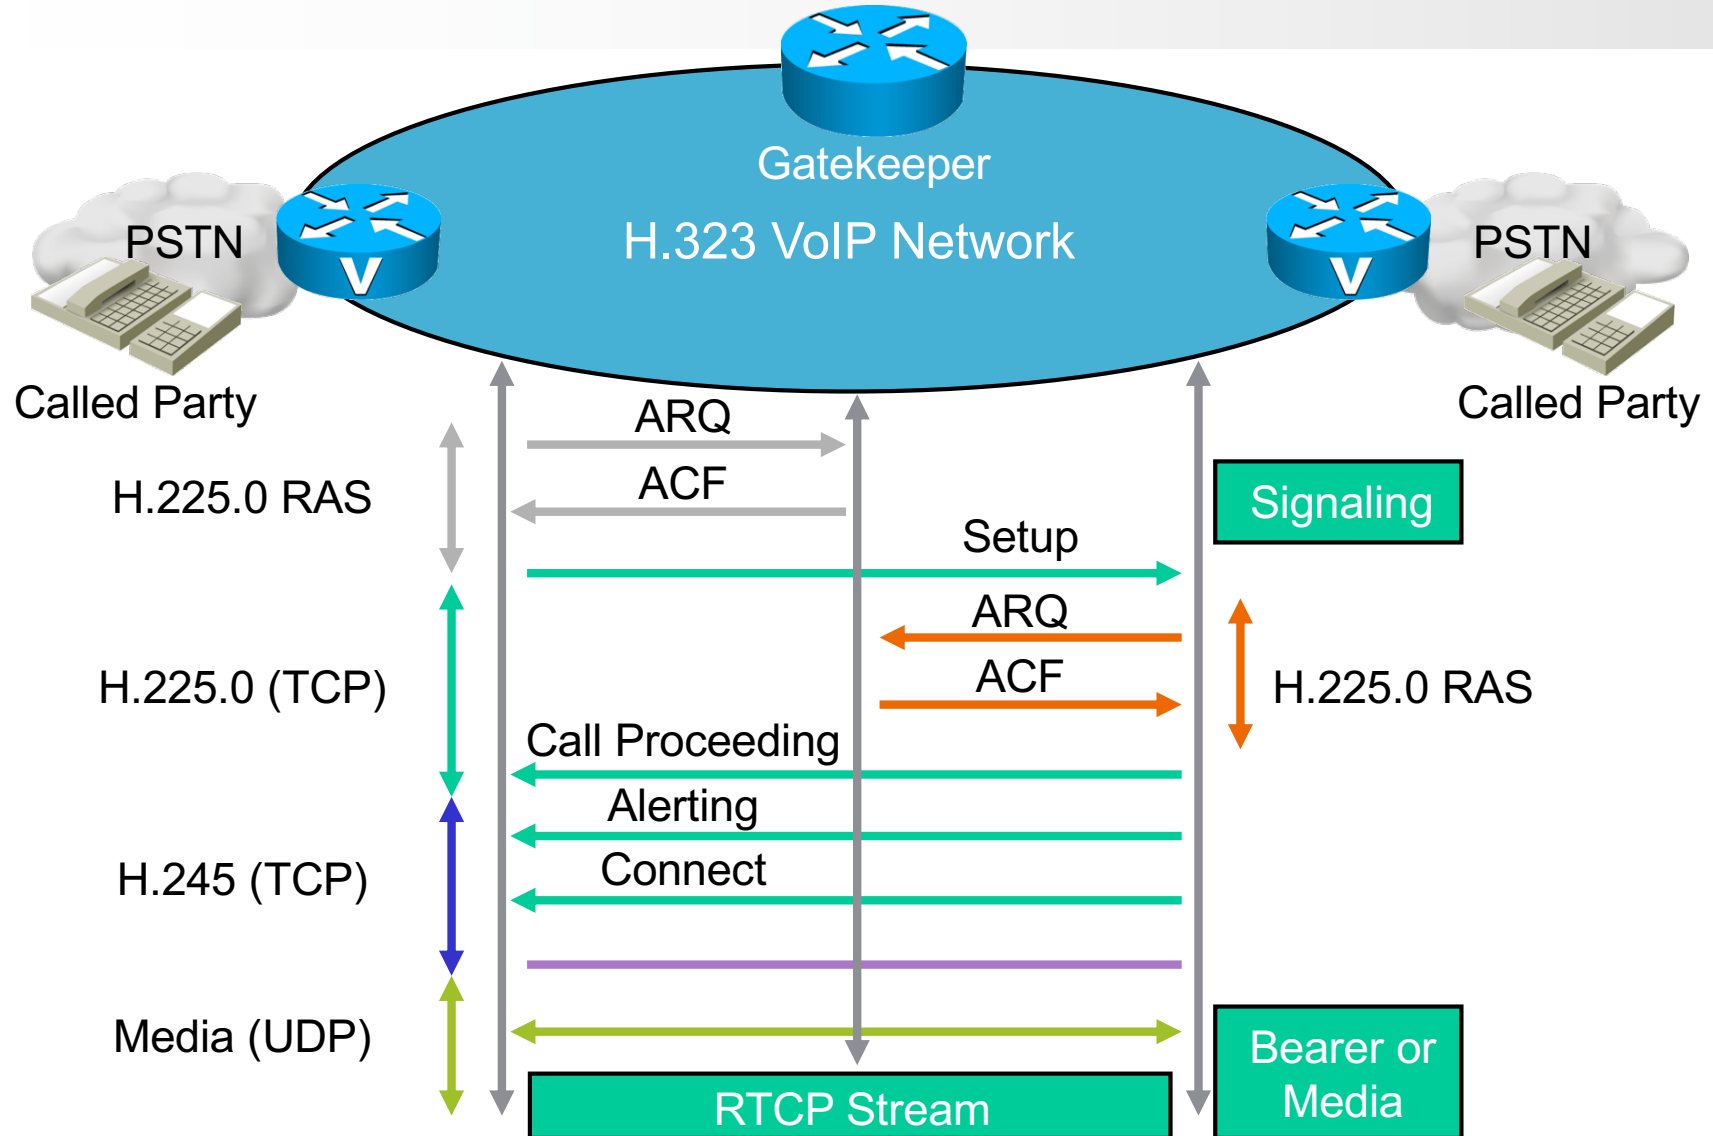 Gatekeeper
H.323 VoIP Network
PSTN
V
V
PSTN
Called Party
Called Party
ARQ
H.225.0 RAS
ACF
Signaling
Setup
ARQ
H.225.0 (TCP)
ACF
H.225.0 RAS
Call Proceeding
Alerting
H.245 (TCP)
Connect
Media (UDP)
Bearer or
Media
RTCP Stream